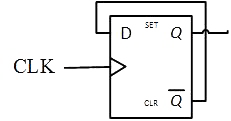 D SET Q
CLK
CLR Q̅